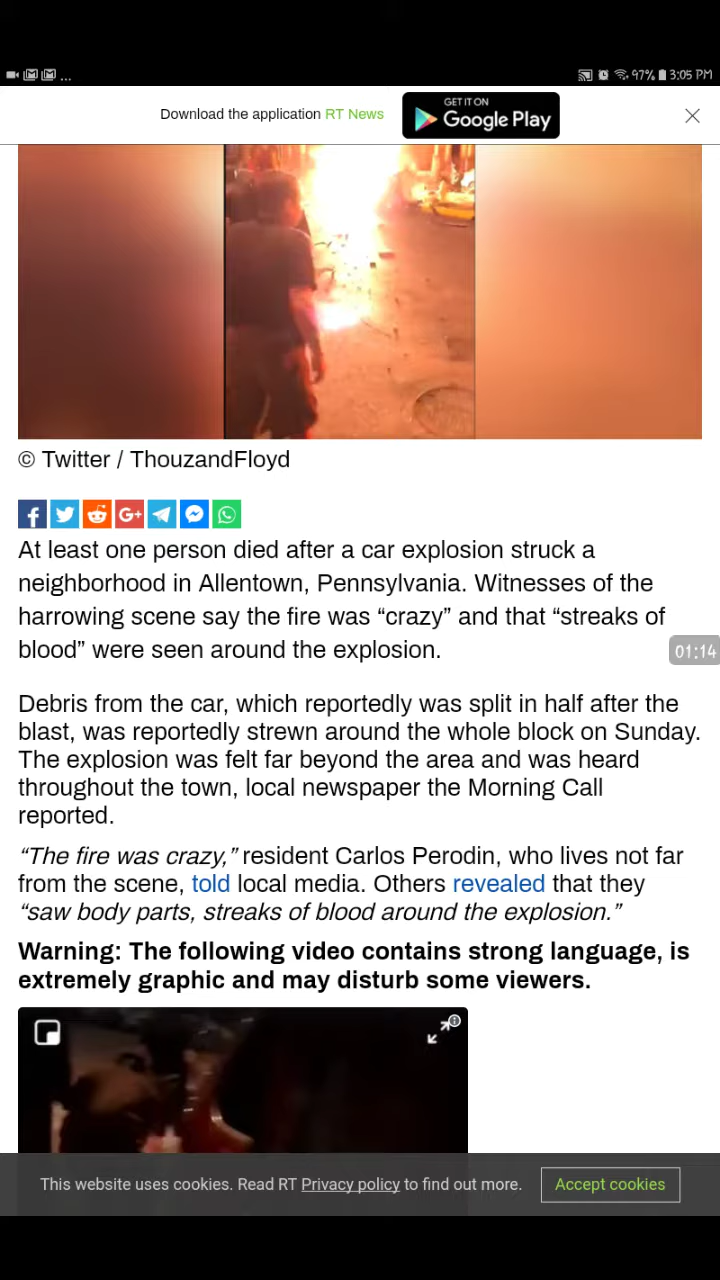 ... 97% 3:05 PM
Download the application RT News
GET IT ON
Google Play
© Twitter / ThouzandFloyd
f G+
At least one person died after a car explosion struck a
neighborhood in Allentown, Pennsylvania. Witnesses of the
harrowing scene say the fire was “crazy” and that “streaks of
blood” were seen around the explosion.
01:14
Debris from the car, which reportedly was split in half after the
blast, was reportedly strewn around the whole block on Sunday.
The explosion was felt far beyond the area and was heard
throughout the town, local newspaper the Morning Call
reported.
“The fire was crazy,” resident Carlos Perodin, who lives not far
from the scene, told local media. Others revealed that they
“saw body parts, streaks of blood around the explosion.”
Warning: The following video contains strong language, is
extremely graphic and may disturb some viewers.
This website uses cookies. Read RT Privacy policy to find out more.
Accept cookies